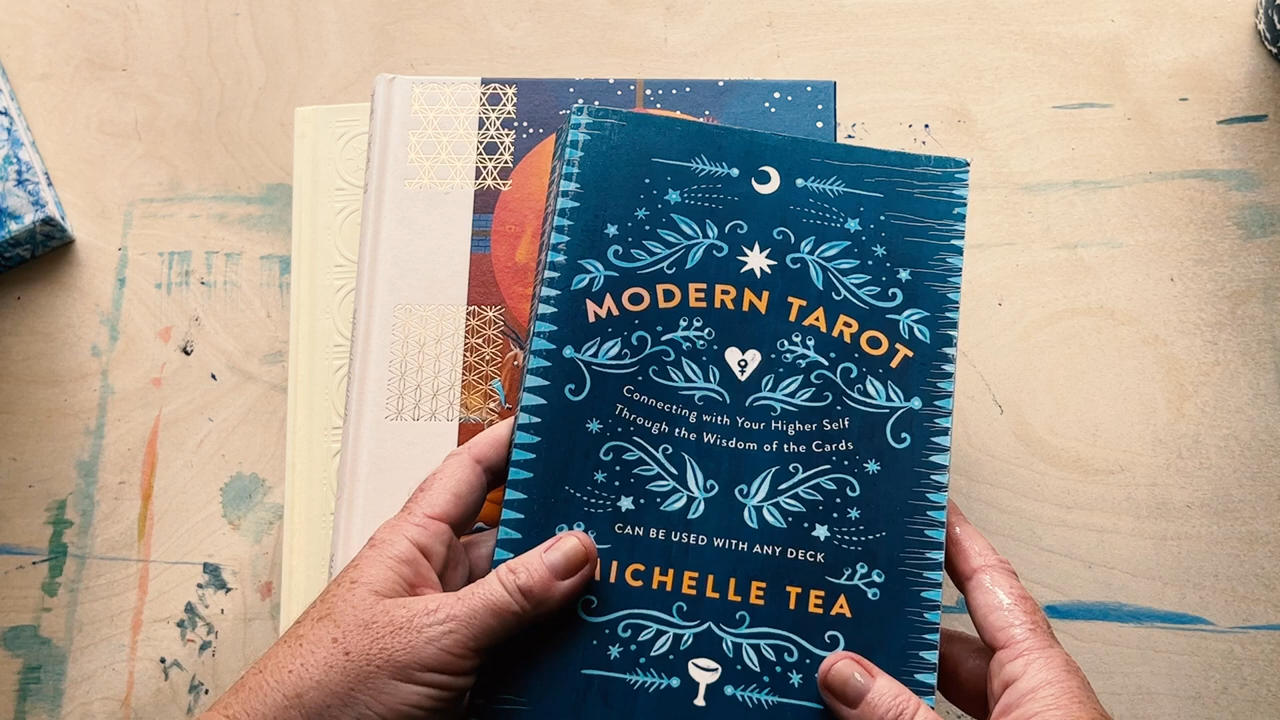 MODERN TAROT
Connecting with Your Higher Self
Through the Wisdom of the Cards
CAN BE USED WITH ANY DECK
MICHELLE TEA